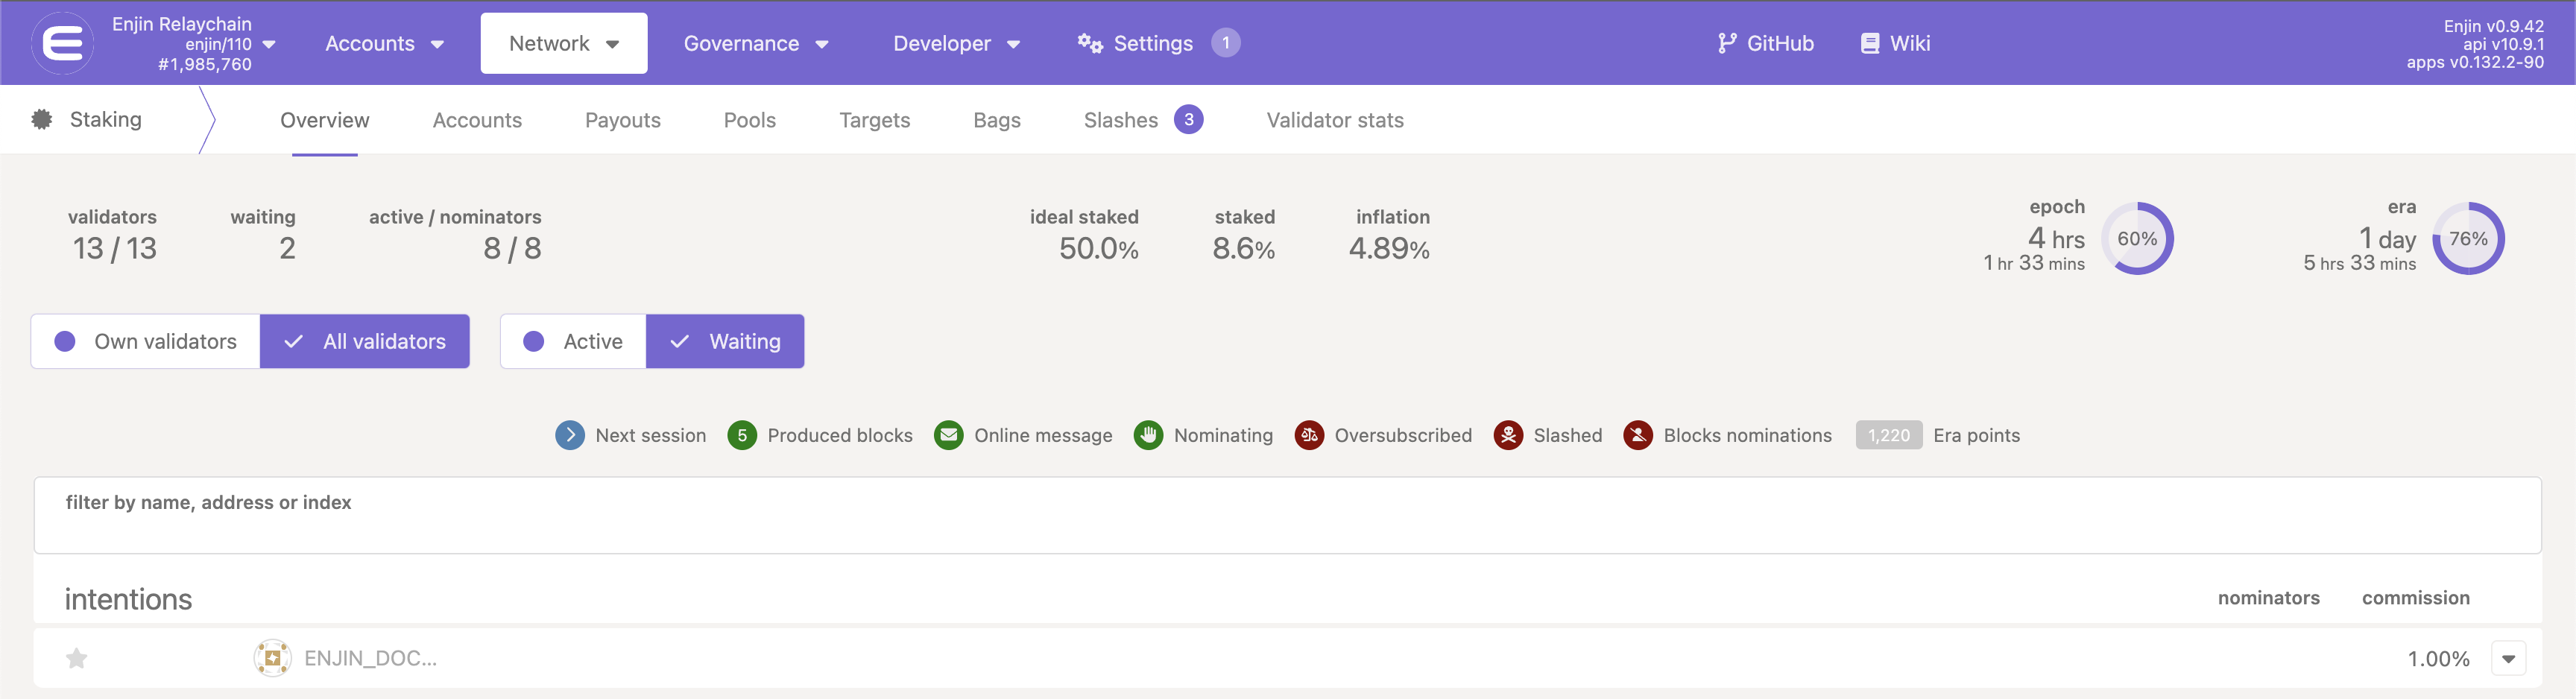 Enjin Relaychain
enjin/110
#1,985,760
Accounts
Network
Governance
Developer
Settings 1
GitHub
Wiki
Enjin v0.9.42
api v10.9.1
apps v0.132.2-90
Staking
Overview
Accounts
Payouts
Pools
Targets
Bags
Slashes 3
Validator stats
validators
13 / 13
waiting
2
active / nominators
8 / 8
ideal staked
50.0%
staked
8.6%
inflation
4.89%
epoch
4 hrs
1 hr 33 mins
60%
era
1 day
5 hrs 33 mins
76%
Own validators
All validators
Active
Waiting
Next session
5 Produced blocks
Online message
Nominating
Oversubscribed
Slashed
Blocks nominations
1,220 Era points
filter by name, address or index
intentions
nominators
commission
ENJIN_DOC...
1.00%